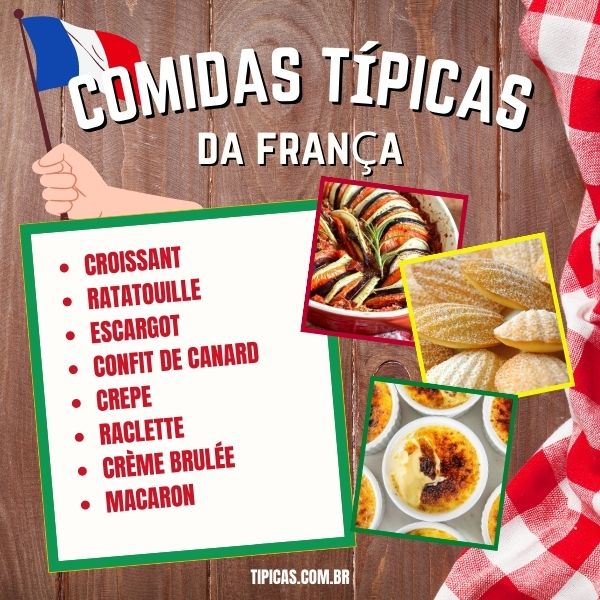 COMIDAS TÍPICAS
DA FRANÇA
CROISSANT
RATATOUILLE
ESCARGOT
CONFIT DE CANARD
CREPE
RACLETTE
CRÈME BRULÉE
MACARON
TIPICAS.COM.BR